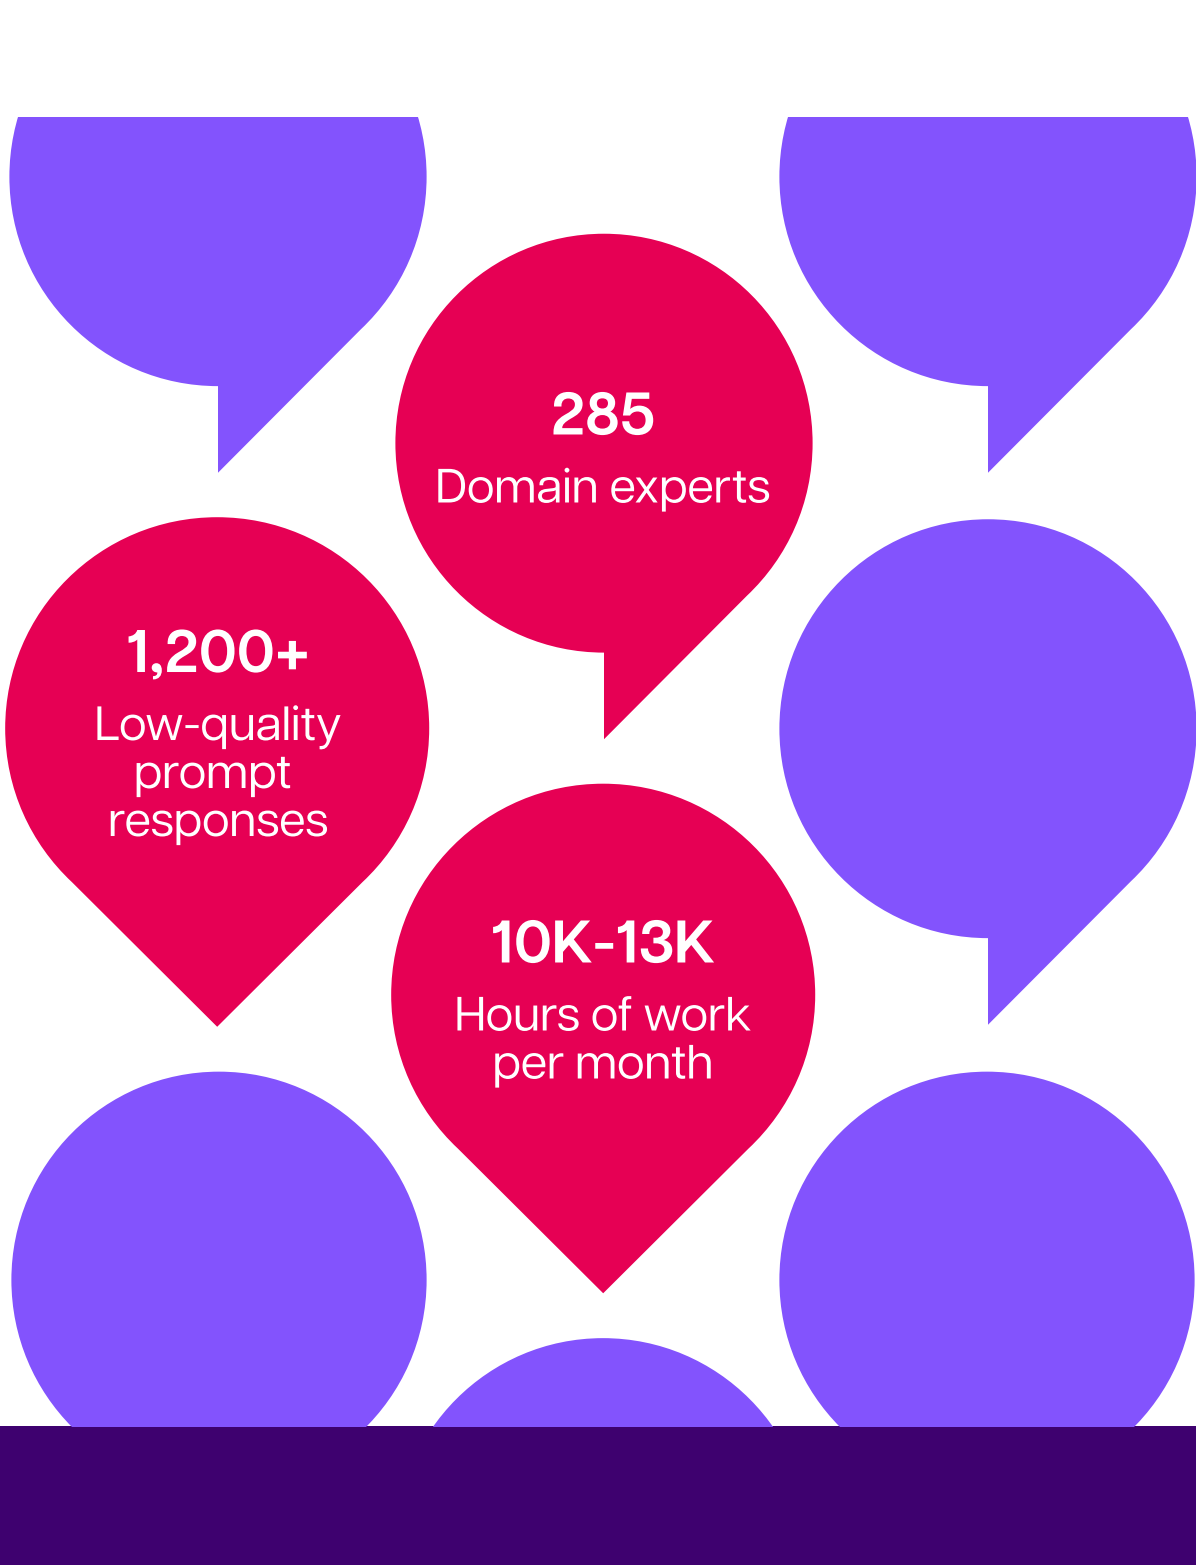 285
Domain experts
1,200+
Low-quality
prompt
responses
10K-13K
Hours of work
per month